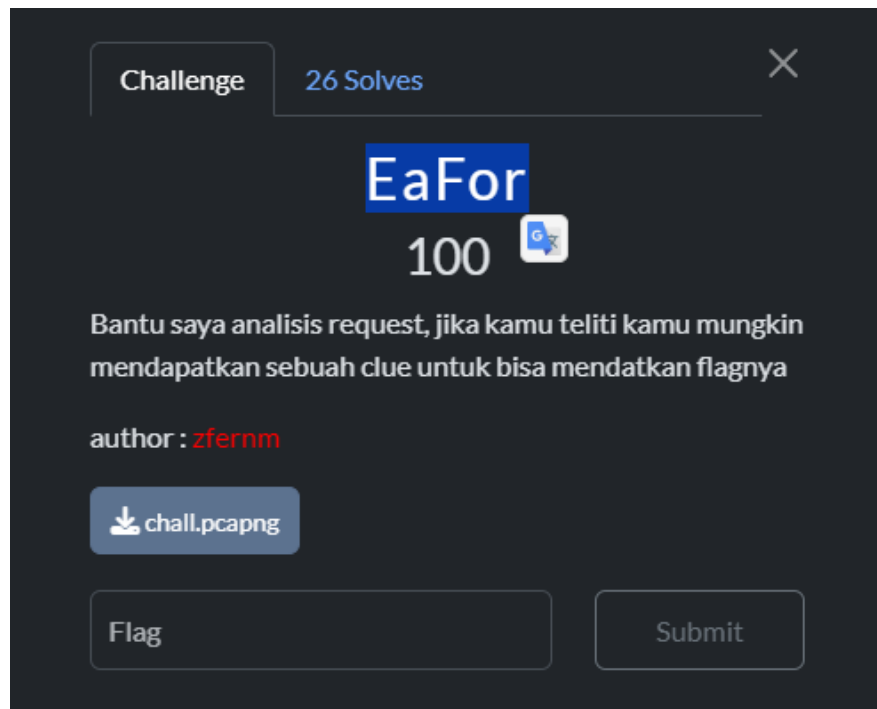 Challenge
26 Solves
EaFor
100
Bantu saya analisis request, jika kamu teliti kamu mungkin
mendapatkan sebuah clue untuk bisa mendatkan flagnya
author : zfernm
chall.pcapng
Flag
Submit